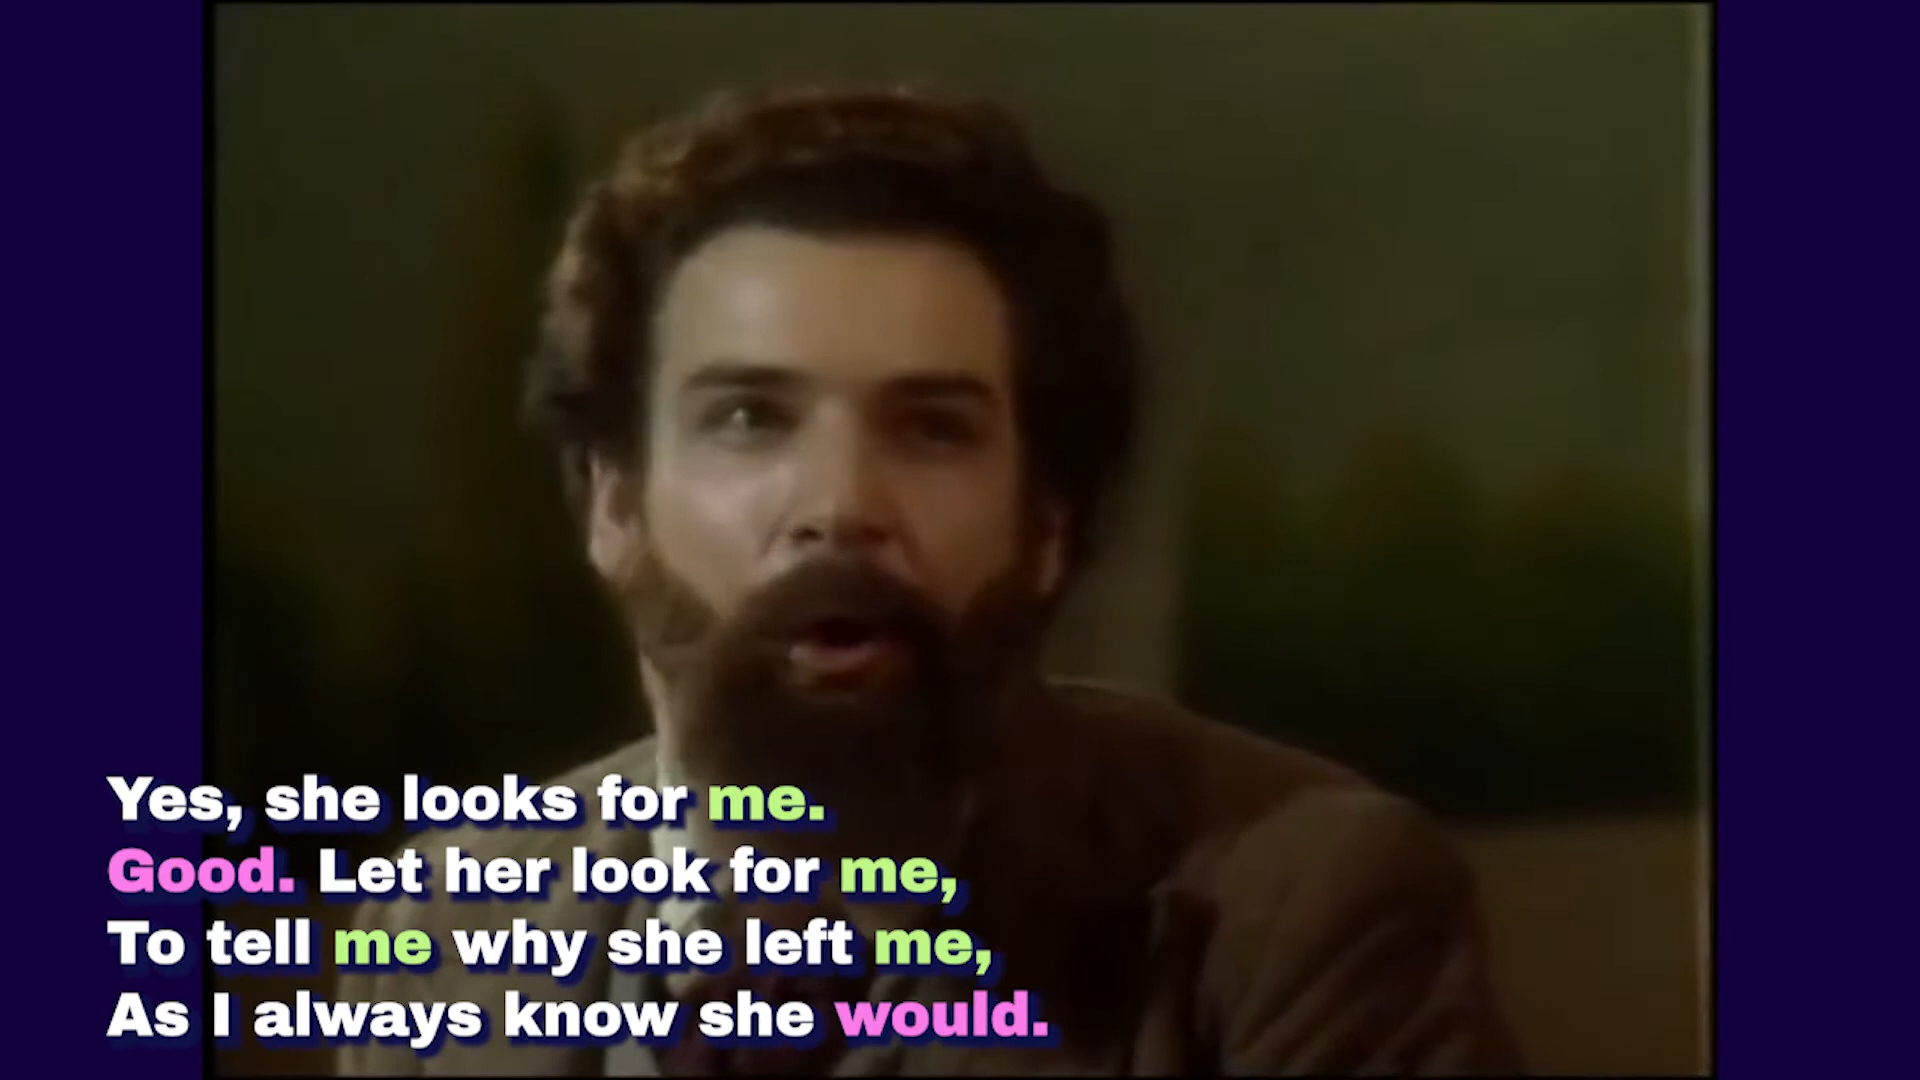 Yes, she looks for me.
Good. Let her look for me,
To tell me why she left me,
As I always know she would.